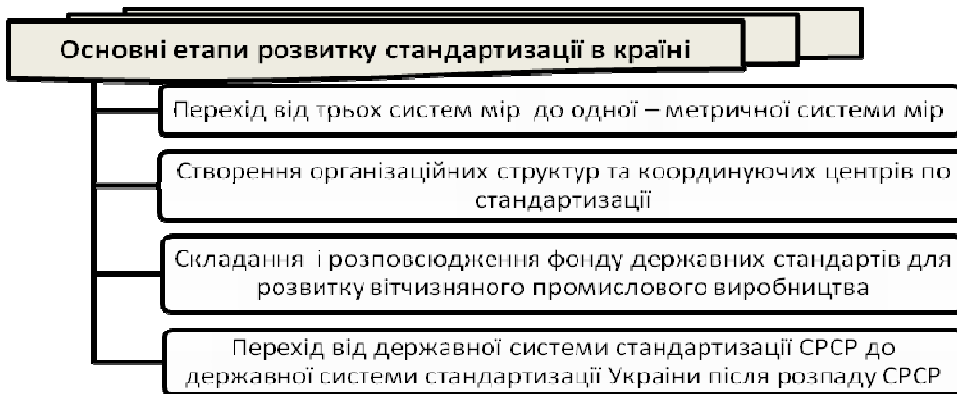 Основні етапи розвитку стандартизації в країні
Перехід від трьох систем мір до одної – метричної системи мір
Створення організаційних структур та координуючих центрів по
стандартизації
Складання і розповсюдження фонду державних стандартів для
розвитку вітчизняного промислового виробництва
Перехід від державної системи стандартизації СРСР до
державної системи стандартизації України після розпаду СРСР